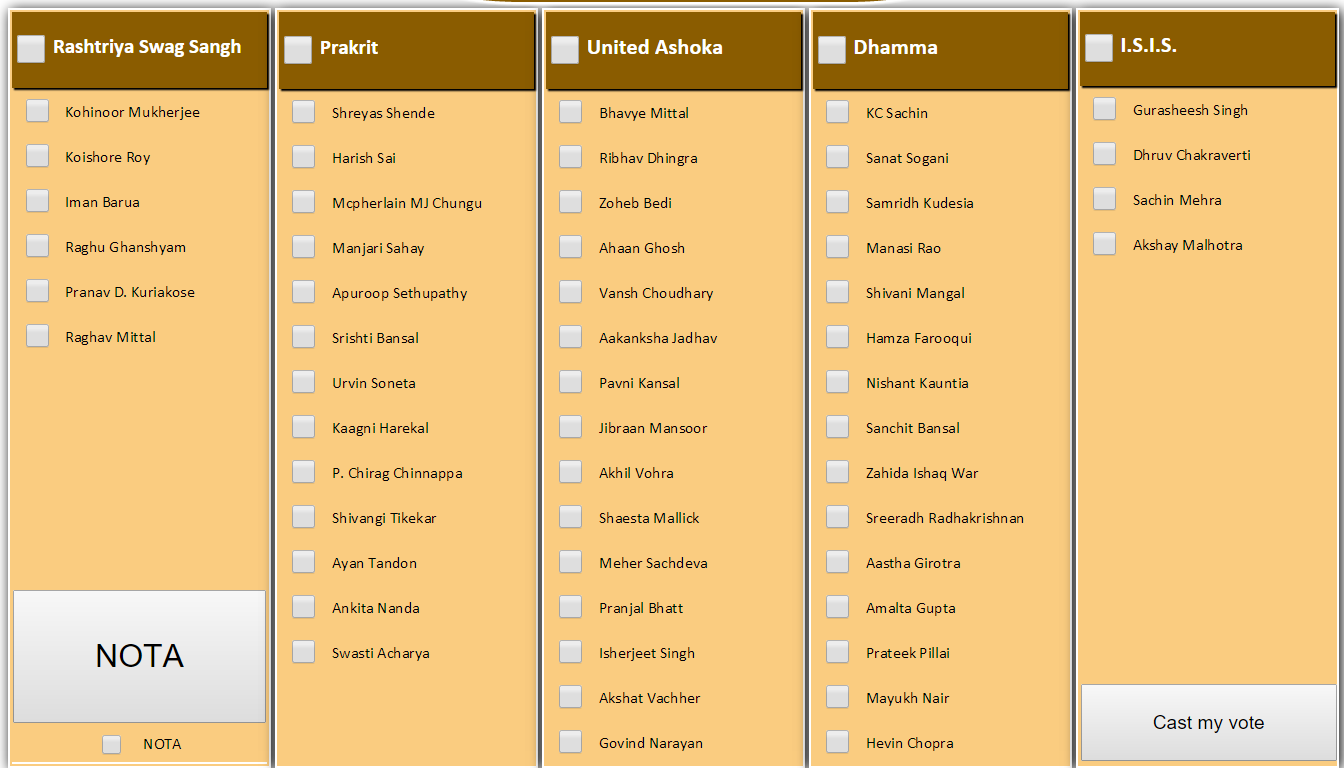 Rashtriya Swag Sangh
Kohinoor Mukherjee
Koishore Roy
Iman Barua
Raghu Ghanshyam
Pranav D. Kuriakose
Raghav Mittal
NOTA
NOTA
Prakrit
Shreyas Shende
Harish Sai
Mcpherlain MJ Chungu
Manjari Sahay
Apuroop Sethupathy
Srishti Bansal
Urvin Soneta
Kaagni Harekal
P. Chirag Chinnappa
Shivangi Tikekar
Ayan Tandon
Ankita Nanda
Swasti Acharya
United Ashoka
Bhavye Mittal
Ribhav Dhingra
Zoheb Bedi
Ahaan Ghosh
Vansh Choudhary
Aakanksha Jadhav
Pavni Kansal
Jibraan Mansoor
Akhil Vohra
Shaesta Mallick
Meher Sachdeva
Pranjal Bhatt
Isherjeet Singh
Akshat Vachher
Govind Narayan
Dhamma
KC Sachin
Sanat Sogani
Samridh Kudesia
Manasi Rao
Shivani Mangal
Hamza Farooqui
Nishant Kauntia
Sanchit Bansal
Zahida Ishaq War
Sreeradh Radhakrishnan
Aastha Girotra
Amalta Gupta
Prateek Pillai
Mayukh Nair
Hevin Chopra
I.S.I.S.
Gurasheesh Singh
Dhruv Chakraverti
Sachin Mehra
Akshay Malhotra
Cast my vote